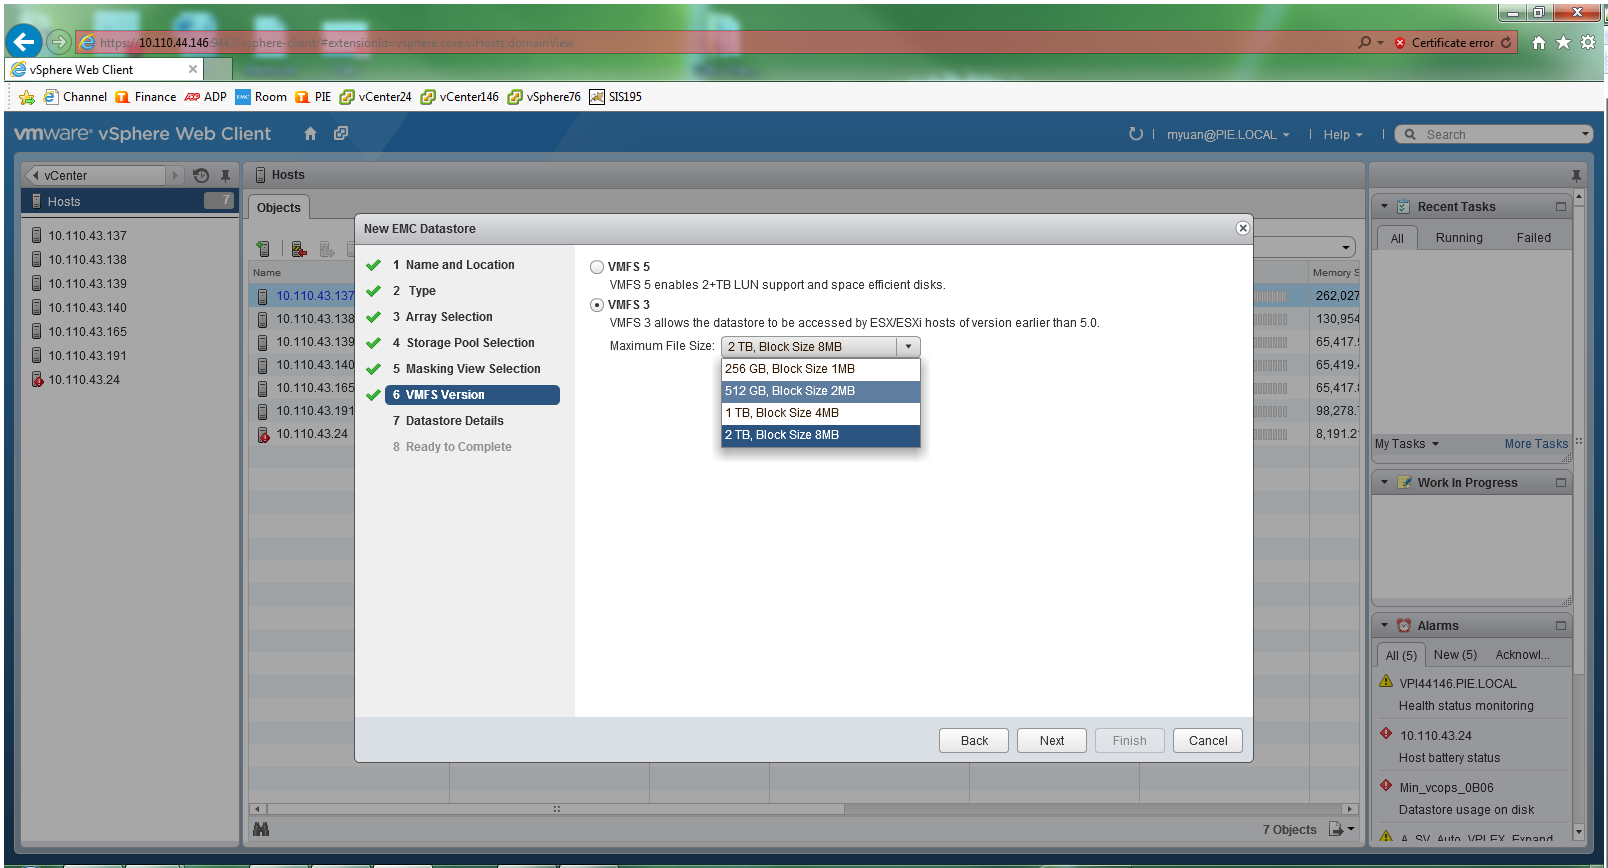 https://10.110.44.146:9443/vsphere-client/#extensionId=vsphere.core.viHosts.domainView
Certificate error
vSphere Web Client
Channel Finance ADP Room PIE vCenter24 vCenter146 vSphere76 SIS195
vmware® vSphere Web Client
myuan@PIE.LOCAL
Help
Search
vCenter
Hosts 7
10.110.43.137
10.110.43.138
10.110.43.139
10.110.43.140
10.110.43.165
10.110.43.191
10.110.43.24
Hosts
Objects
Name
Memory S
10.110.43.137 262,027
10.110.43.138 130,954
10.110.43.139 65,417.9
10.110.43.140 65,419.4
10.110.43.165 65,417.8
10.110.43.191 98,278.
10.110.43.24 8,191.2
New EMC Datastore
1 Name and Location
2 Type
3 Array Selection
4 Storage Pool Selection
5 Masking View Selection
6 VMFS Version
7 Datastore Details
8 Ready to Complete
VMFS 5
VMFS 5 enables 2+TB LUN support and space efficient disks.
VMFS 3
VMFS 3 allows the datastore to be accessed by ESX/ESXi hosts of version earlier than 5.0.
Maximum File Size: 2 TB, Block Size 8MB
256 GB, Block Size 1MB
512 GB, Block Size 2MB
1 TB, Block Size 4MB
2 TB, Block Size 8MB
Back Next Finish Cancel
7 Objects
Recent Tasks
All Running Failed
My Tasks More Tasks
Work In Progress
Alarms
All (5) New (5) Acknowl...
VPI44146.PIE.LOCAL
Health status monitoring
10.110.43.24
Host battery status
Min_vcops_0B06
Datastore usage on disk
A_SV_Auto_VPLEX_Expand